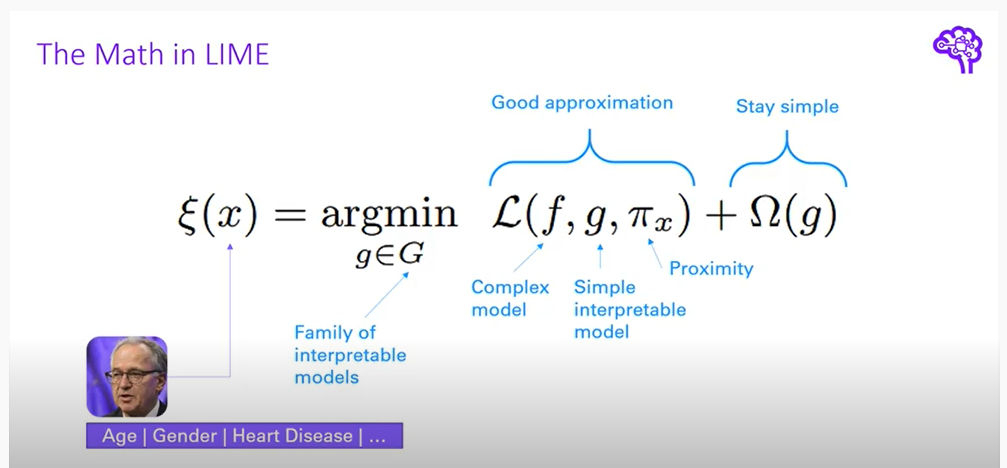 The Math in LIME
Good approximation
Stay simple
ξ(x) = argmin ℒ(f, g, πₓ) + Ω(g)
g∈G
Proximity
Complex
model
Simple
interpretable
model
Family of
interpretable
models
Age | Gender | Heart Disease | ...